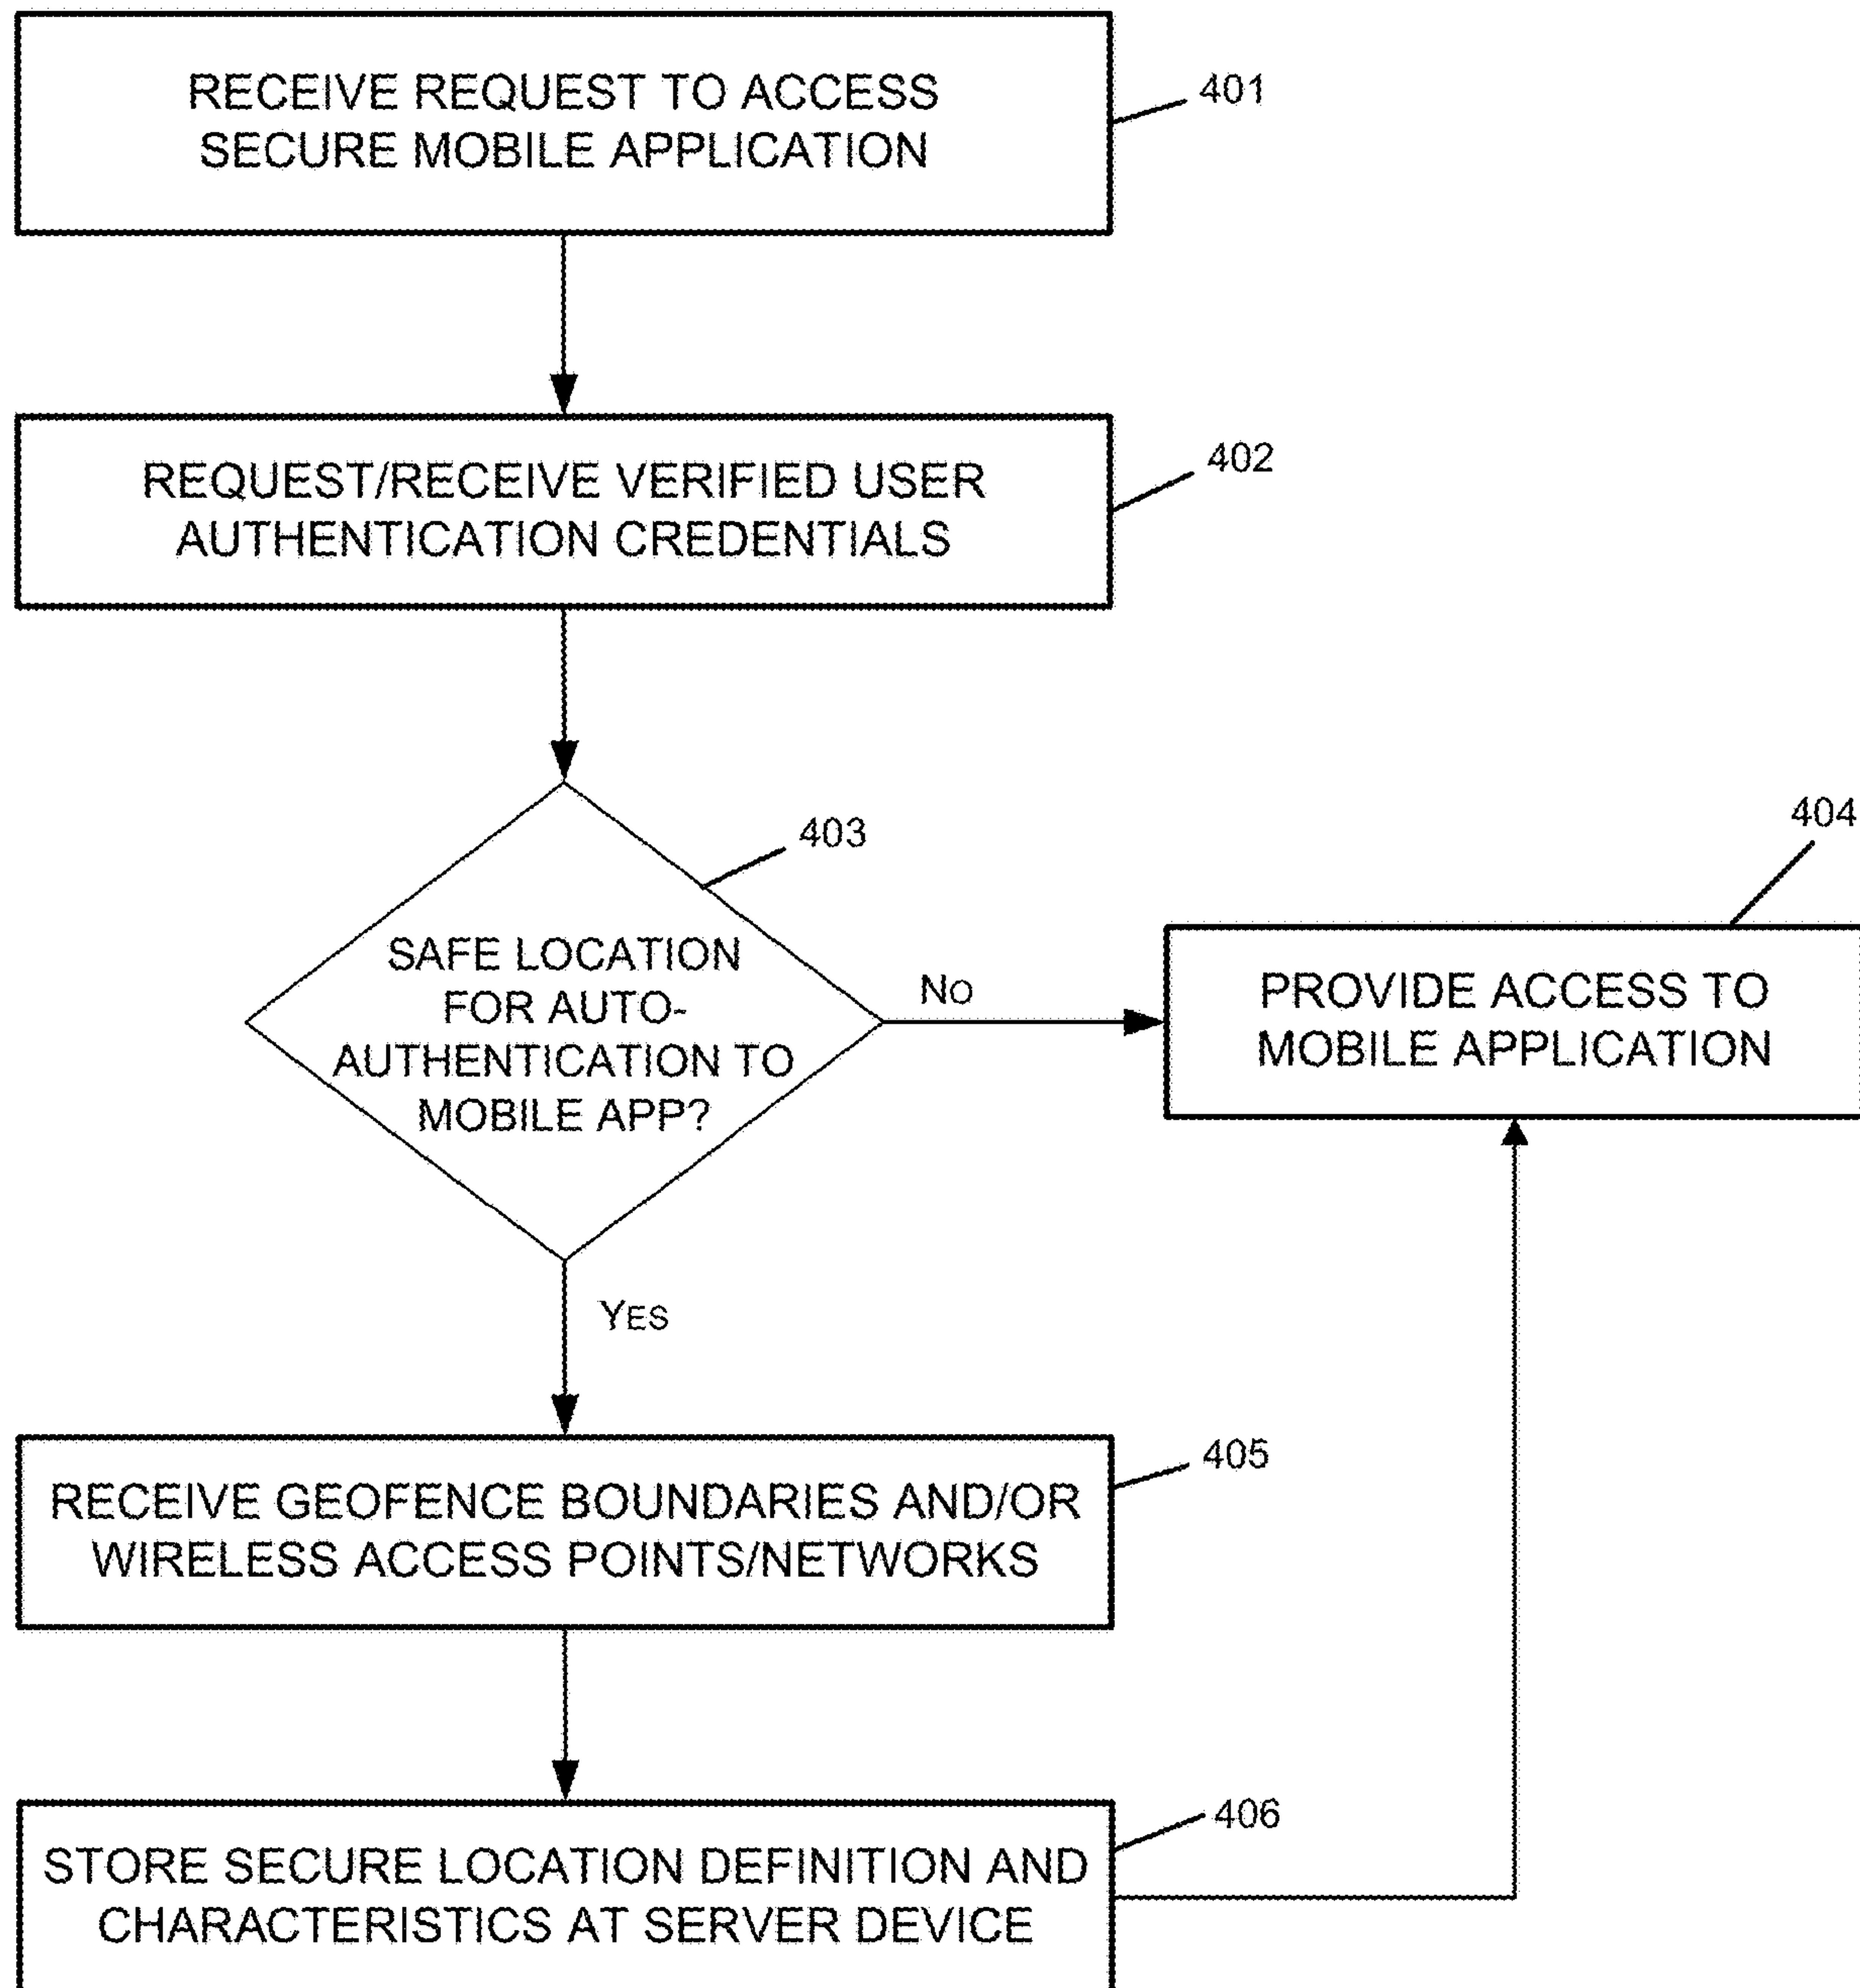 RECEIVE REQUEST TO ACCESS
SECURE MOBILE APPLICATION
401
REQUEST/RECEIVE VERIFIED USER
AUTHENTICATION CREDENTIALS
402
403
SAFE LOCATION
FOR AUTO-
AUTHENTICATION TO
MOBILE APP?
NO
404
PROVIDE ACCESS TO
MOBILE APPLICATION
YES
405
RECEIVE GEOFENCE BOUNDARIES AND/OR
WIRELESS ACCESS POINTS/NETWORKS
406
STORE SECURE LOCATION DEFINITION AND
CHARACTERISTICS AT SERVER DEVICE